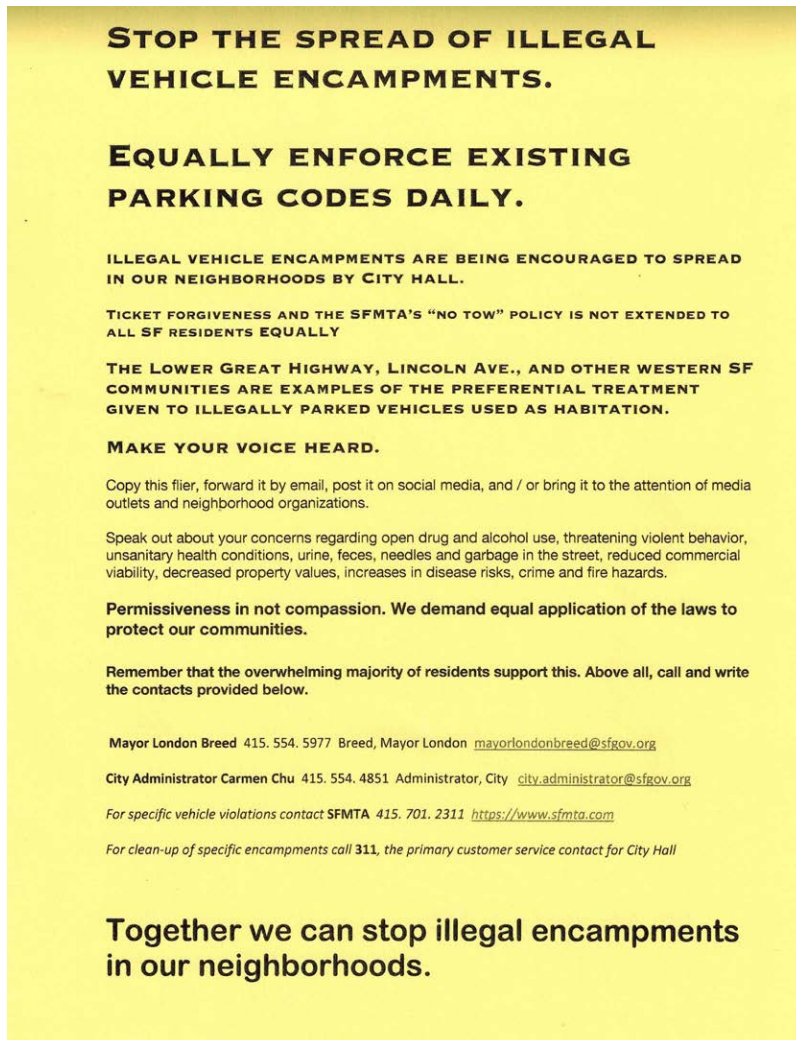 STOP THE SPREAD OF ILLEGAL
VEHICLE ENCAMPMENTS.
EQUALLY ENFORCE EXISTING
PARKING CODES DAILY.
ILLEGAL VEHICLE ENCAMPMENTS ARE BEING ENCOURAGED TO SPREAD
IN OUR NEIGHBORHOODS BY CITY HALL.
TICKET FORGIVENESS AND THE SFMTA'S “NO TOW” POLICY IS NOT EXTENDED TO
ALL SF RESIDENTS EQUALLY
THE LOWER GREAT HIGHWAY, LINCOLN AVE., AND OTHER WESTERN SF
COMMUNITIES ARE EXAMPLES OF THE PREFERENTIAL TREATMENT
GIVEN TO ILLEGALLY PARKED VEHICLES USED AS HABITATION.
MAKE YOUR VOICE HEARD.
Copy this flier, forward it by email, post it on social media, and / or bring it to the attention of media
outlets and neighborhood organizations.
Speak out about your concerns regarding open drug and alcohol use, threatening violent behavior,
unsanitary health conditions, urine, feces, needles and garbage in the street, reduced commercial
viability, decreased property values, increases in disease risks, crime and fire hazards.
Permissiveness in not compassion. We demand equal application of the laws to
protect our communities.
Remember that the overwhelming majority of residents support this. Above all, call and write
the contacts provided below.
Mayor London Breed 415. 554. 5977 Breed, Mayor London mayorlondonbreed@sfgov.org
City Administrator Carmen Chu 415. 554. 4851 Administrator, City city.administrator@sfgov.org
For specific vehicle violations contact SFMTA 415. 701. 2311 https://www.sfmta.com
For clean-up of specific encampments call 311, the primary customer service contact for City Hall
Together we can stop illegal encampments
in our neighborhoods.